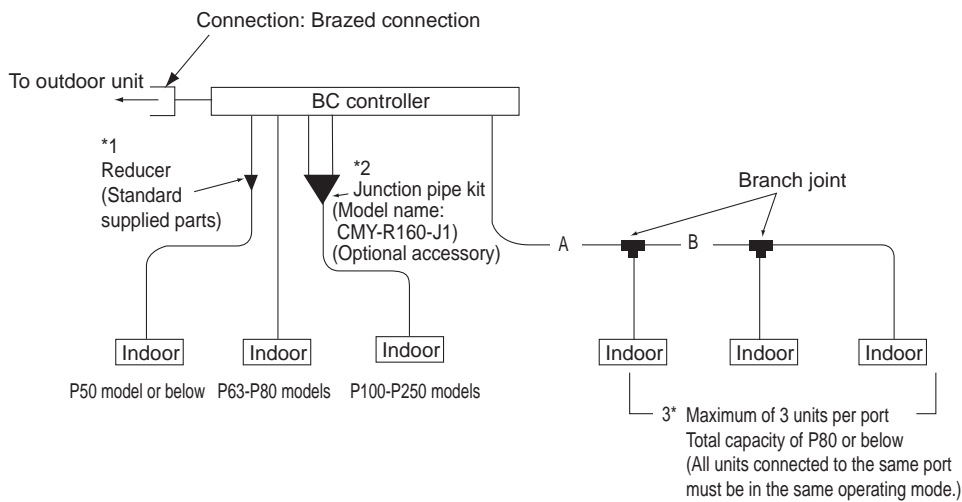 Connection: Brazed connection
To outdoor unit
BC controller
*1
Reducer
(Standard
supplied parts)
*2
Junction pipe kit
(Model name:
CMY-R160-J1)
(Optional accessory)
Branch joint
A
B
Indoor
Indoor
Indoor
Indoor
Indoor
Indoor
P50 model or below
P63-P80 models
P100-P250 models
3* Maximum of 3 units per port
Total capacity of P80 or below
(All units connected to the same port
must be in the same operating mode.)